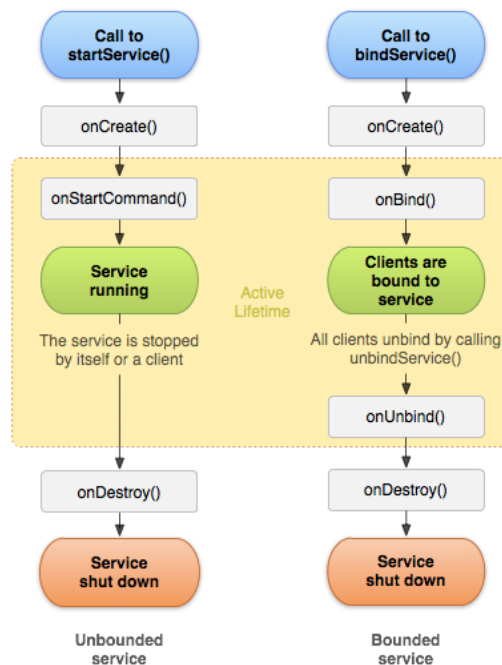 Call to
startService()
onCreate()
onStartCommand()
Service
running
The service is stopped
by itself or a client
onDestroy()
Service
shut down
Unbounded
service
Active
Lifetime
Call to
bindService()
onCreate()
onBind()
Clients are
bound to
service
All clients unbind by calling
unbindService()
onUnbind()
onDestroy()
Service
shut down
Bounded
service